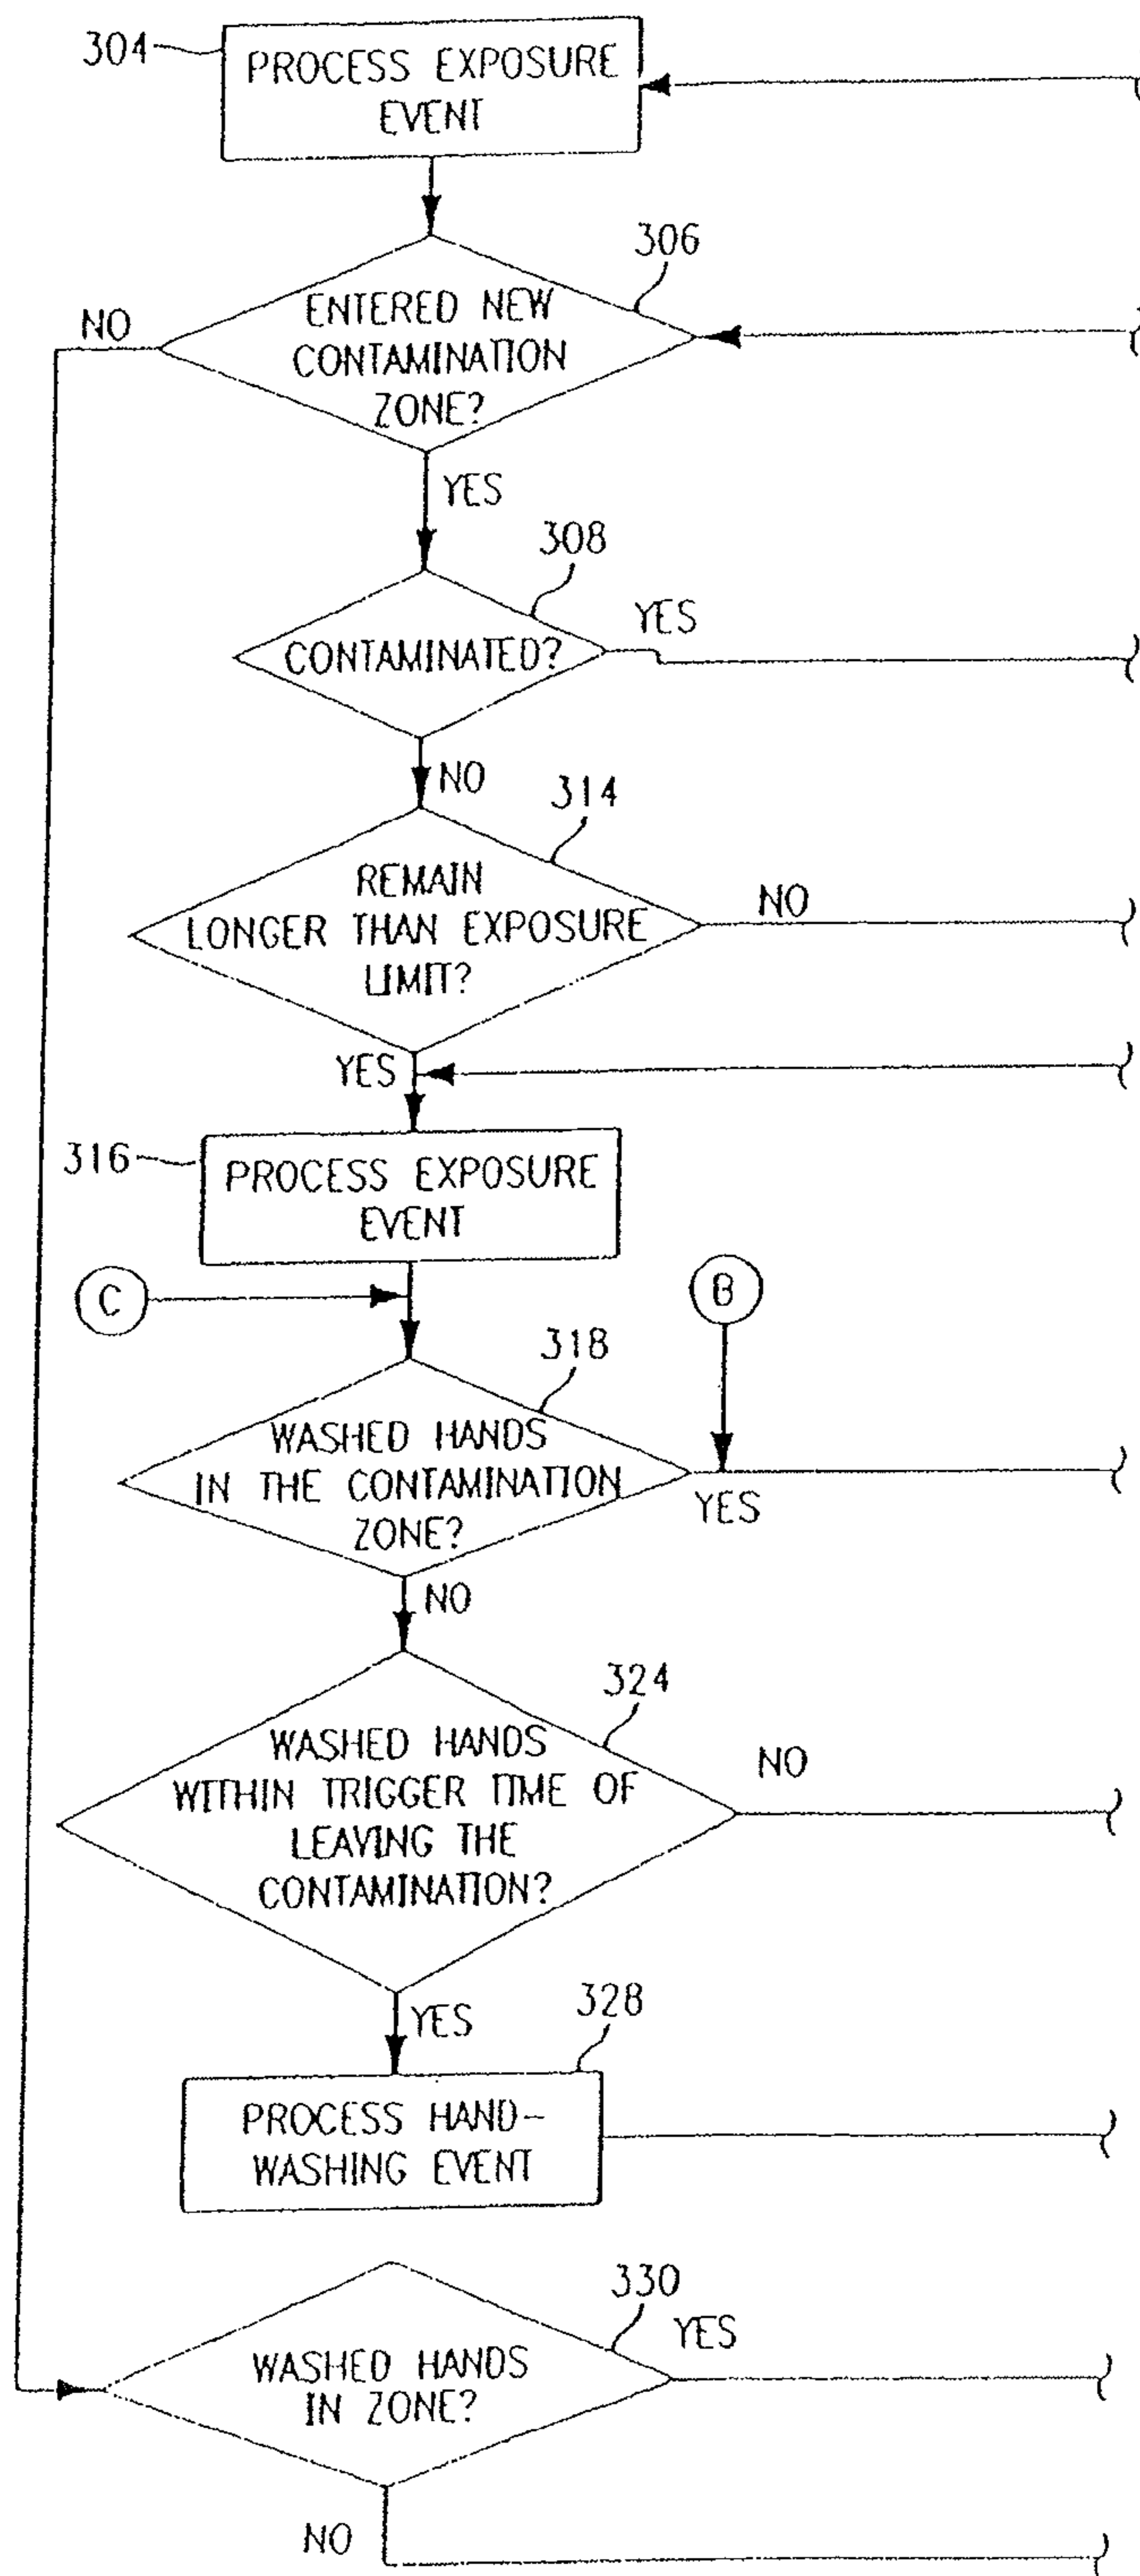 304
PROCESS EXPOSURE
EVENT
306
NO
ENTERED NEW
CONTAMINATION
ZONE?
YES
308
YES
CONTAMINATED?
NO
314
REMAIN
LONGER THAN EXPOSURE
LIMIT?
NO
YES
316
PROCESS EXPOSURE
EVENT
C
B
318
WASHED HANDS
IN THE CONTAMINATION
ZONE?
YES
NO
324
WASHED HANDS
WITHIN TRIGGER TIME OF
LEAVING THE
CONTAMINATION?
NO
YES
328
PROCESS HAND-
WASHING EVENT
330
YES
WASHED HANDS
IN ZONE?
NO